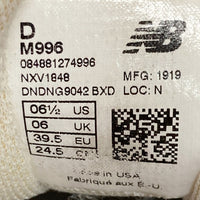 D
M996
084881274996
NXV1648
MFG: 1919
DNDNG9042 BXD
LOC: N
06½ US
06 UK
39.5 EU
24.5
in USA
Fabriqué aux É.-U.